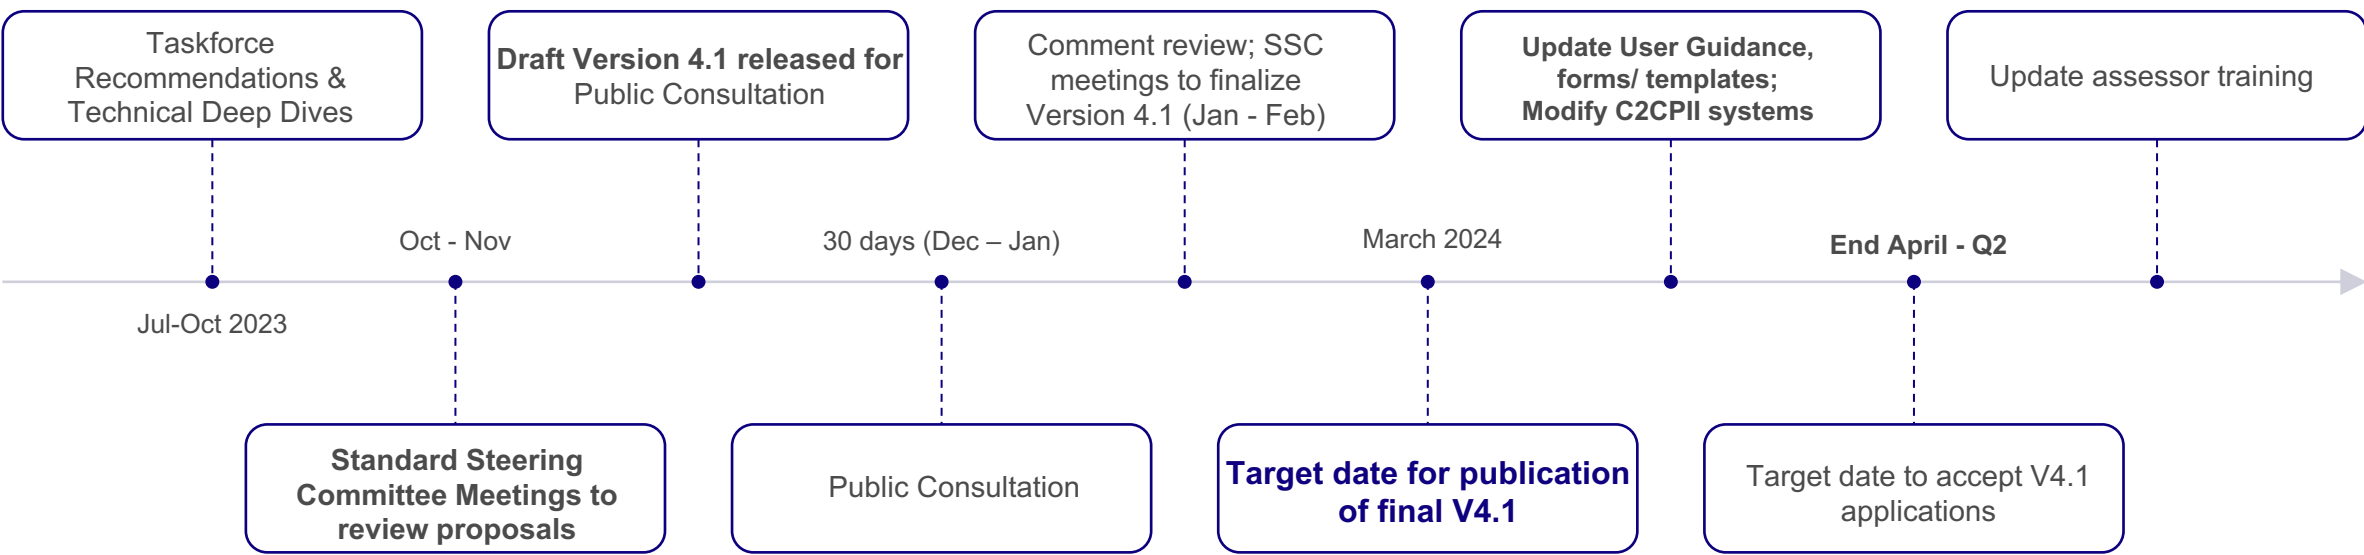 Taskforce
Recommendations &
Technical Deep Dives
Draft Version 4.1 released for
Public Consultation
Comment review; SSC
meetings to finalize
Version 4.1 (Jan - Feb)
Update User Guidance,
forms/ templates;
Modify C2CPII systems
Update assessor training
Oct - Nov
30 days (Dec – Jan)
March 2024
End April - Q2
Jul-Oct 2023
Standard Steering
Committee Meetings to
review proposals
Public Consultation
Target date for publication
of final V4.1
Target date to accept V4.1
applications